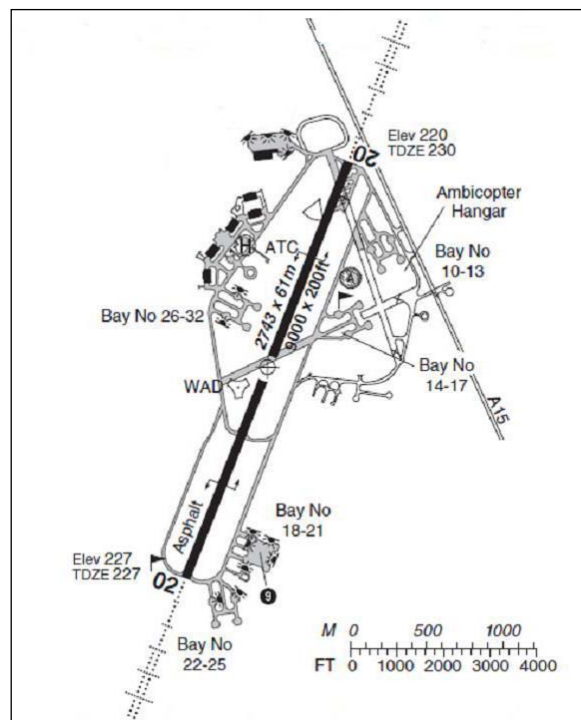 Elev 220
TDZE 230
20
Ambicopter
Hangar
H
ATC
Bay No
10-13
2743 x 61m
9000 x 200ft
Bay No 26-32
Bay No
14-17
WAD
A15
Asphalt
Bay No
18-21
Elev 227
TDZE 227
02
9
Bay No
22-25
M 0 500 1000
FT 0 1000 2000 3000 4000